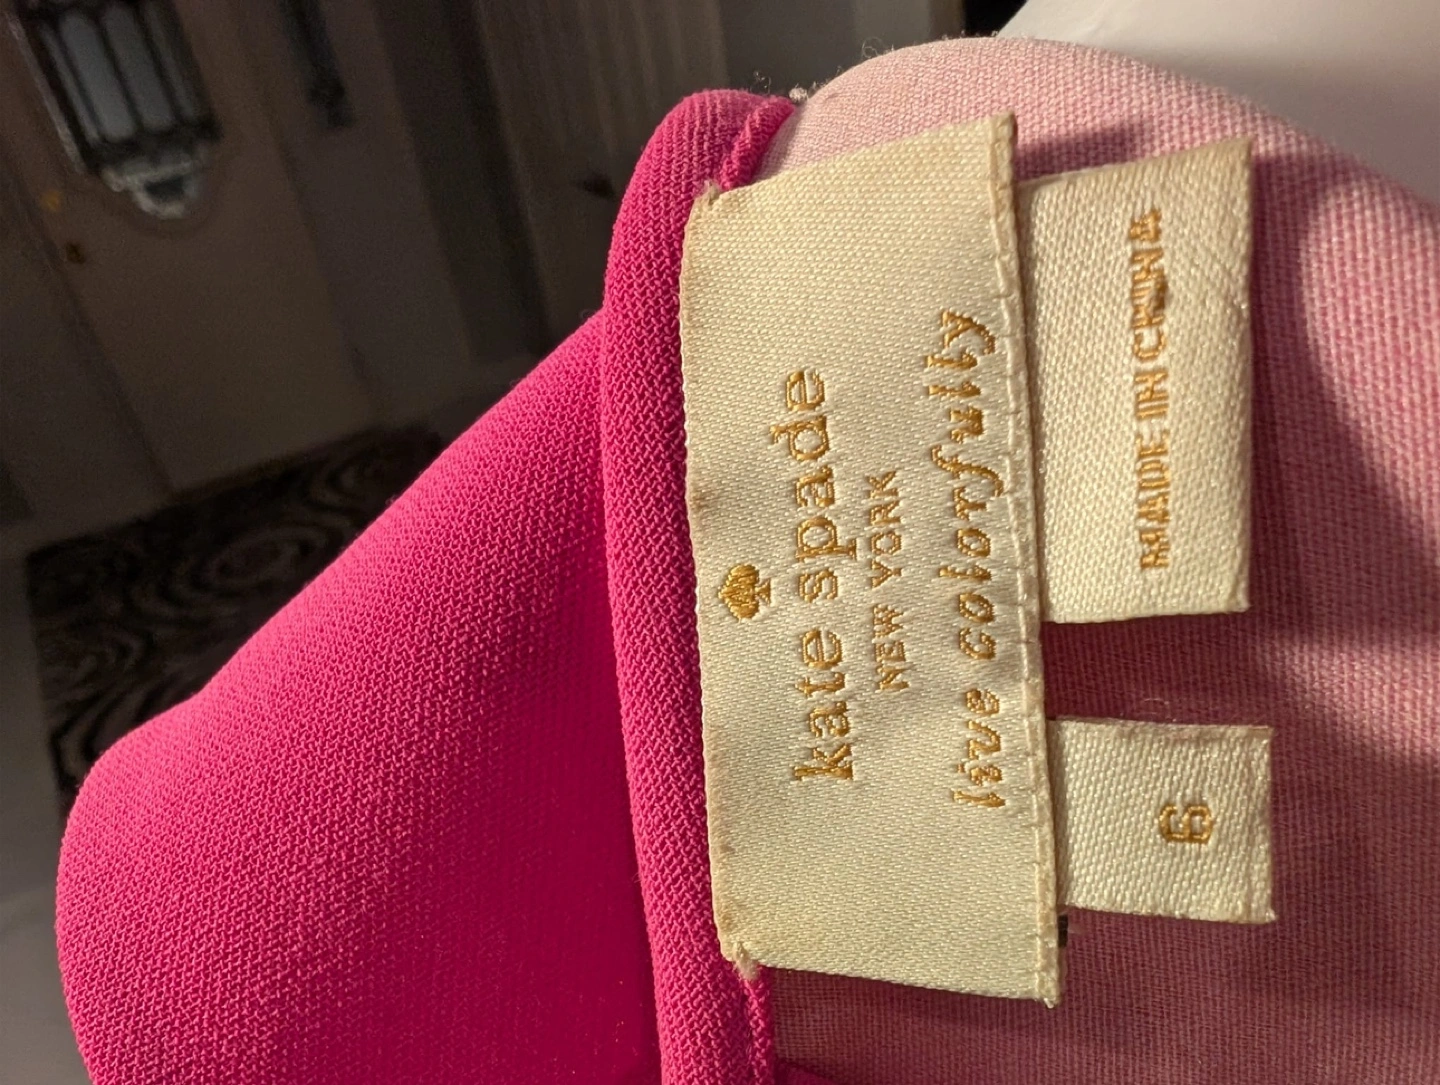 kate spade
NEW YORK
live colorfully
MADE IN CHINA
6